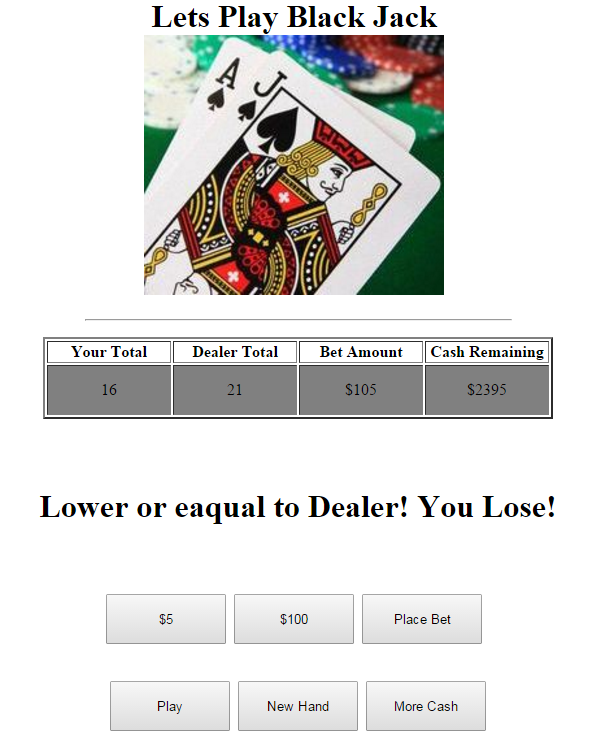 Lets Play Black Jack
A J
Your Total Dealer Total Bet Amount Cash Remaining
16 21 $105 $2395
Lower or eaqual to Dealer! You Lose!
$5 $100 Place Bet
Play New Hand More Cash